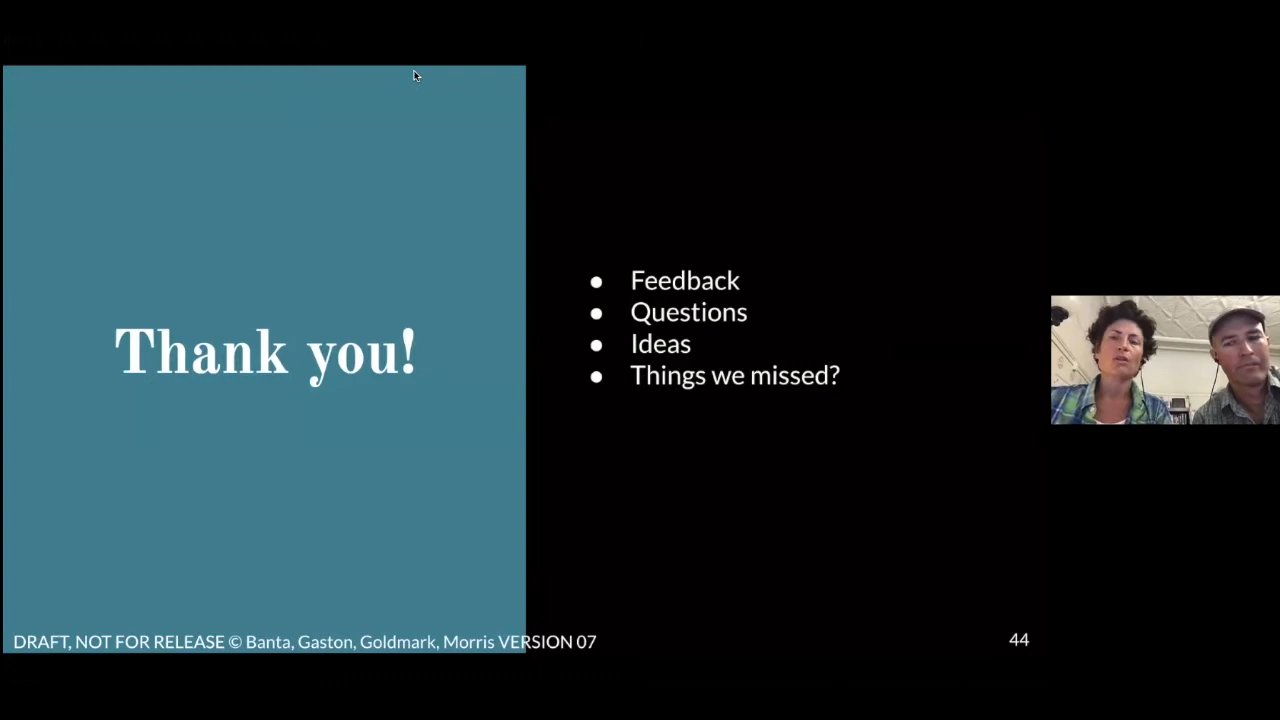 Thank you!
● Feedback
● Questions
● Ideas
● Things we missed?
DRAFT, NOT FOR RELEASE © Banta, Gaston, Goldmark, Morris VERSION 07
44